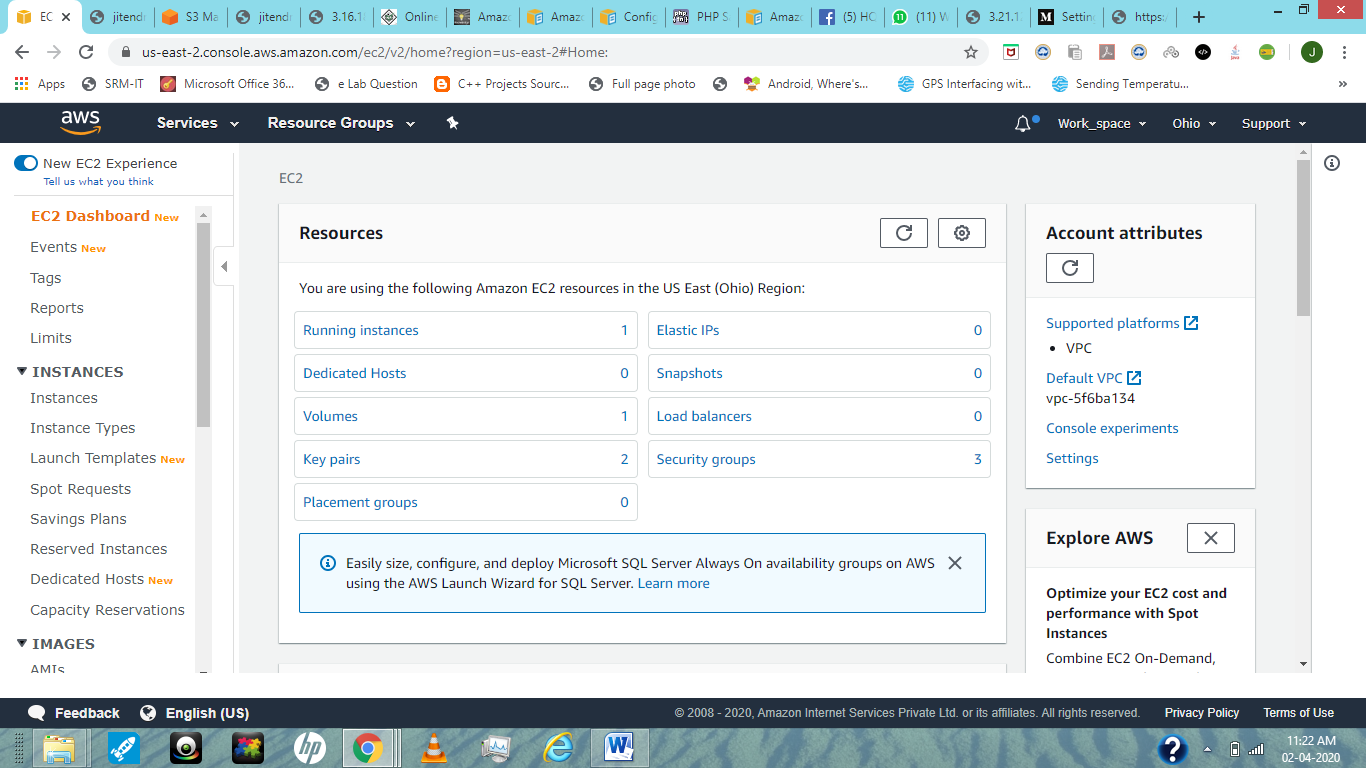 EC
jitendr
S3 Ma
jitendr
3.16.1
Online
Amazo
Amazo
Config
PHP S
Amazo
(5) HC
(11) W
3.21.1
Settin
https:/
us-east-2.console.aws.amazon.com/ec2/v2/home?region=us-east-2#Home:
J
Apps
SRM-IT
Microsoft Office 36...
e Lab Question
C++ Projects Sourc...
Full page photo
Android, Where's...
GPS Interfacing wit...
Sending Temperatu...
»
aws
Services
Resource Groups
Work_space
Ohio
Support
New EC2 Experience
Tell us what you think
EC2 Dashboard New
Events New
Tags
Reports
Limits
INSTANCES
Instances
Instance Types
Launch Templates New
Spot Requests
Savings Plans
Reserved Instances
Dedicated Hosts New
Capacity Reservations
IMAGES
AMIs
EC2
Resources
You are using the following Amazon EC2 resources in the US East (Ohio) Region:
Running instances 1
Elastic IPs 0
Dedicated Hosts 0
Snapshots 0
Volumes 1
Load balancers 0
Key pairs 2
Security groups 3
Placement groups 0
Easily size, configure, and deploy Microsoft SQL Server Always On availability groups on AWS
using the AWS Launch Wizard for SQL Server. Learn more
Account attributes
Supported platforms
• VPC
Default VPC
vpc-5f6ba134
Console experiments
Settings
Explore AWS
Optimize your EC2 cost and
performance with Spot
Instances
Combine EC2 On-Demand,
Feedback
English (US)
© 2008 - 2020, Amazon Internet Services Private Ltd. or its affiliates. All rights reserved.
Privacy Policy
Terms of Use
hp
W
?
11:22 AM
02-04-2020